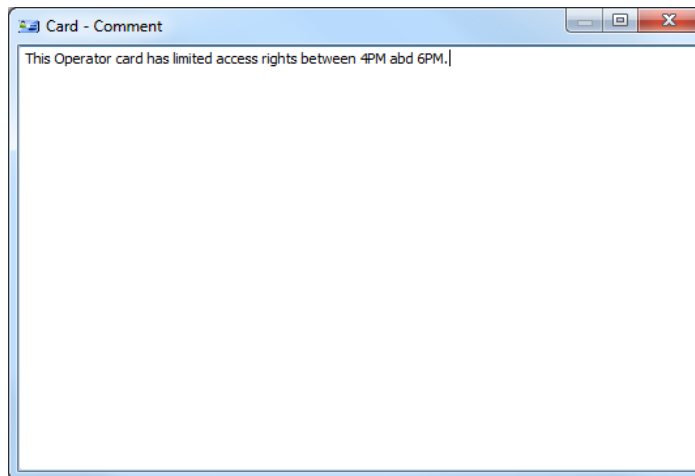 Card - Comment
This Operator card has limited access rights between 4PM abd 6PM.